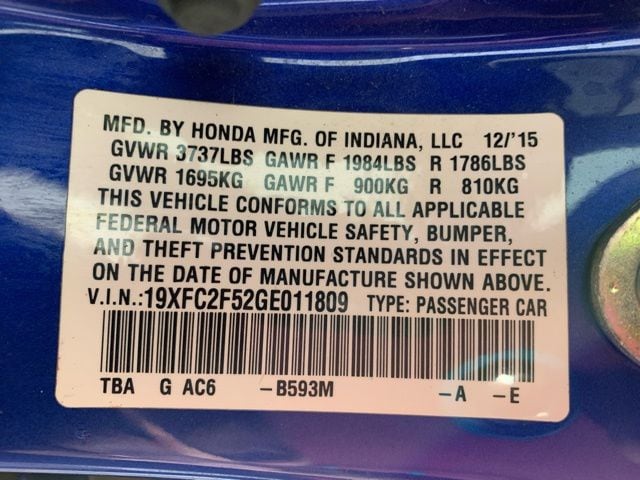 MFD. BY HONDA MFG. OF INDIANA, LLC 12/'15
GVWR 3737LBS GAWR F 1984LBS R 1786LBS
GVWR 1695KG GAWR F 900KG R 810KG
THIS VEHICLE CONFORMS TO ALL APPLICABLE
FEDERAL MOTOR VEHICLE SAFETY, BUMPER,
AND THEFT PREVENTION STANDARDS IN EFFECT
ON THE DATE OF MANUFACTURE SHOWN ABOVE.
V.I.N.:19XFC2F52GE011809 TYPE: PASSENGER CAR
TBA G AC6 -B593M -A -E